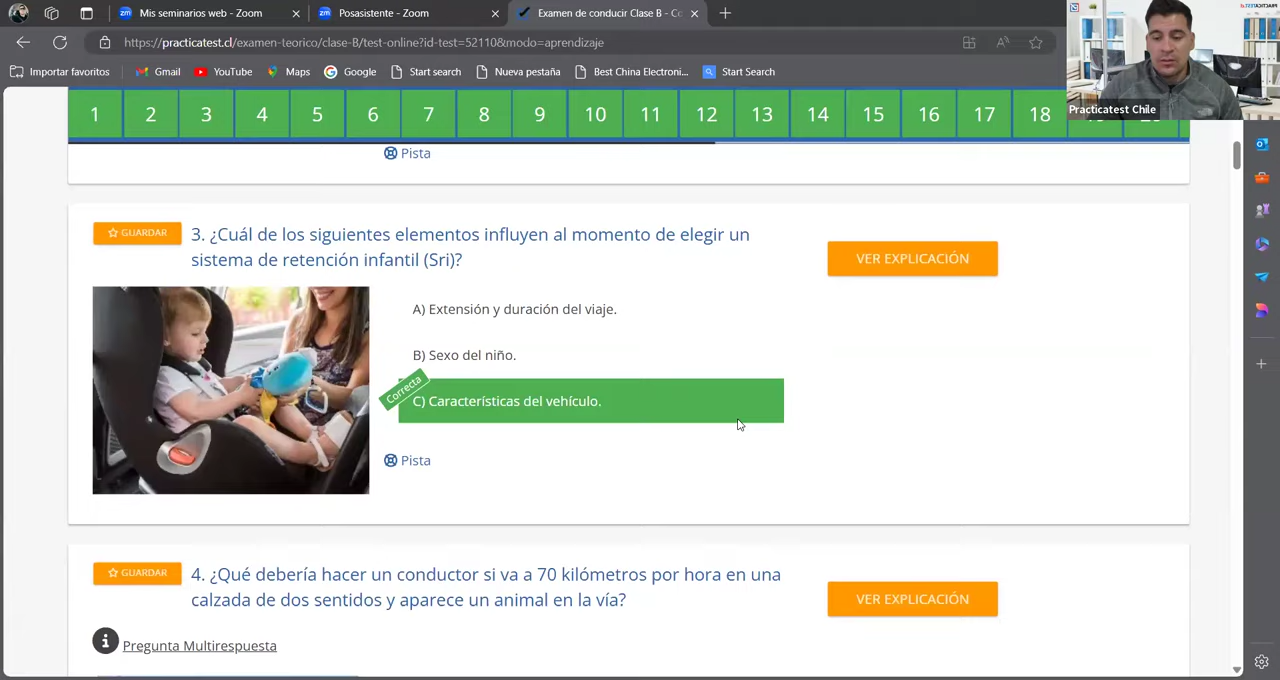 Mis seminarios web - Zoom
Posasistente - Zoom
Examen de conducir Clase B - Co
https://practicatest.cl/examen-teorico/clase-B/test-online?id-test=52110&modo=aprendizaje
Importar favoritos
Gmail
YouTube
Maps
Google
Start search
Nueva pestaña
Best China Electroni...
Start Search
Practicatest Chile
1 2 3 4 5 6 7 8 9 10 11 12 13 14 15 16 17 18
Pista
GUARDAR
3. ¿Cuál de los siguientes elementos influyen al momento de elegir un
sistema de retención infantil (Sri)?
VER EXPLICACIÓN
A) Extensión y duración del viaje.
B) Sexo del niño.
Correcta
C) Características del vehículo.
Pista
GUARDAR
4. ¿Qué debería hacer un conductor si va a 70 kilómetros por hora en una
calzada de dos sentidos y aparece un animal en la vía?
VER EXPLICACIÓN
Pregunta Multirespuesta